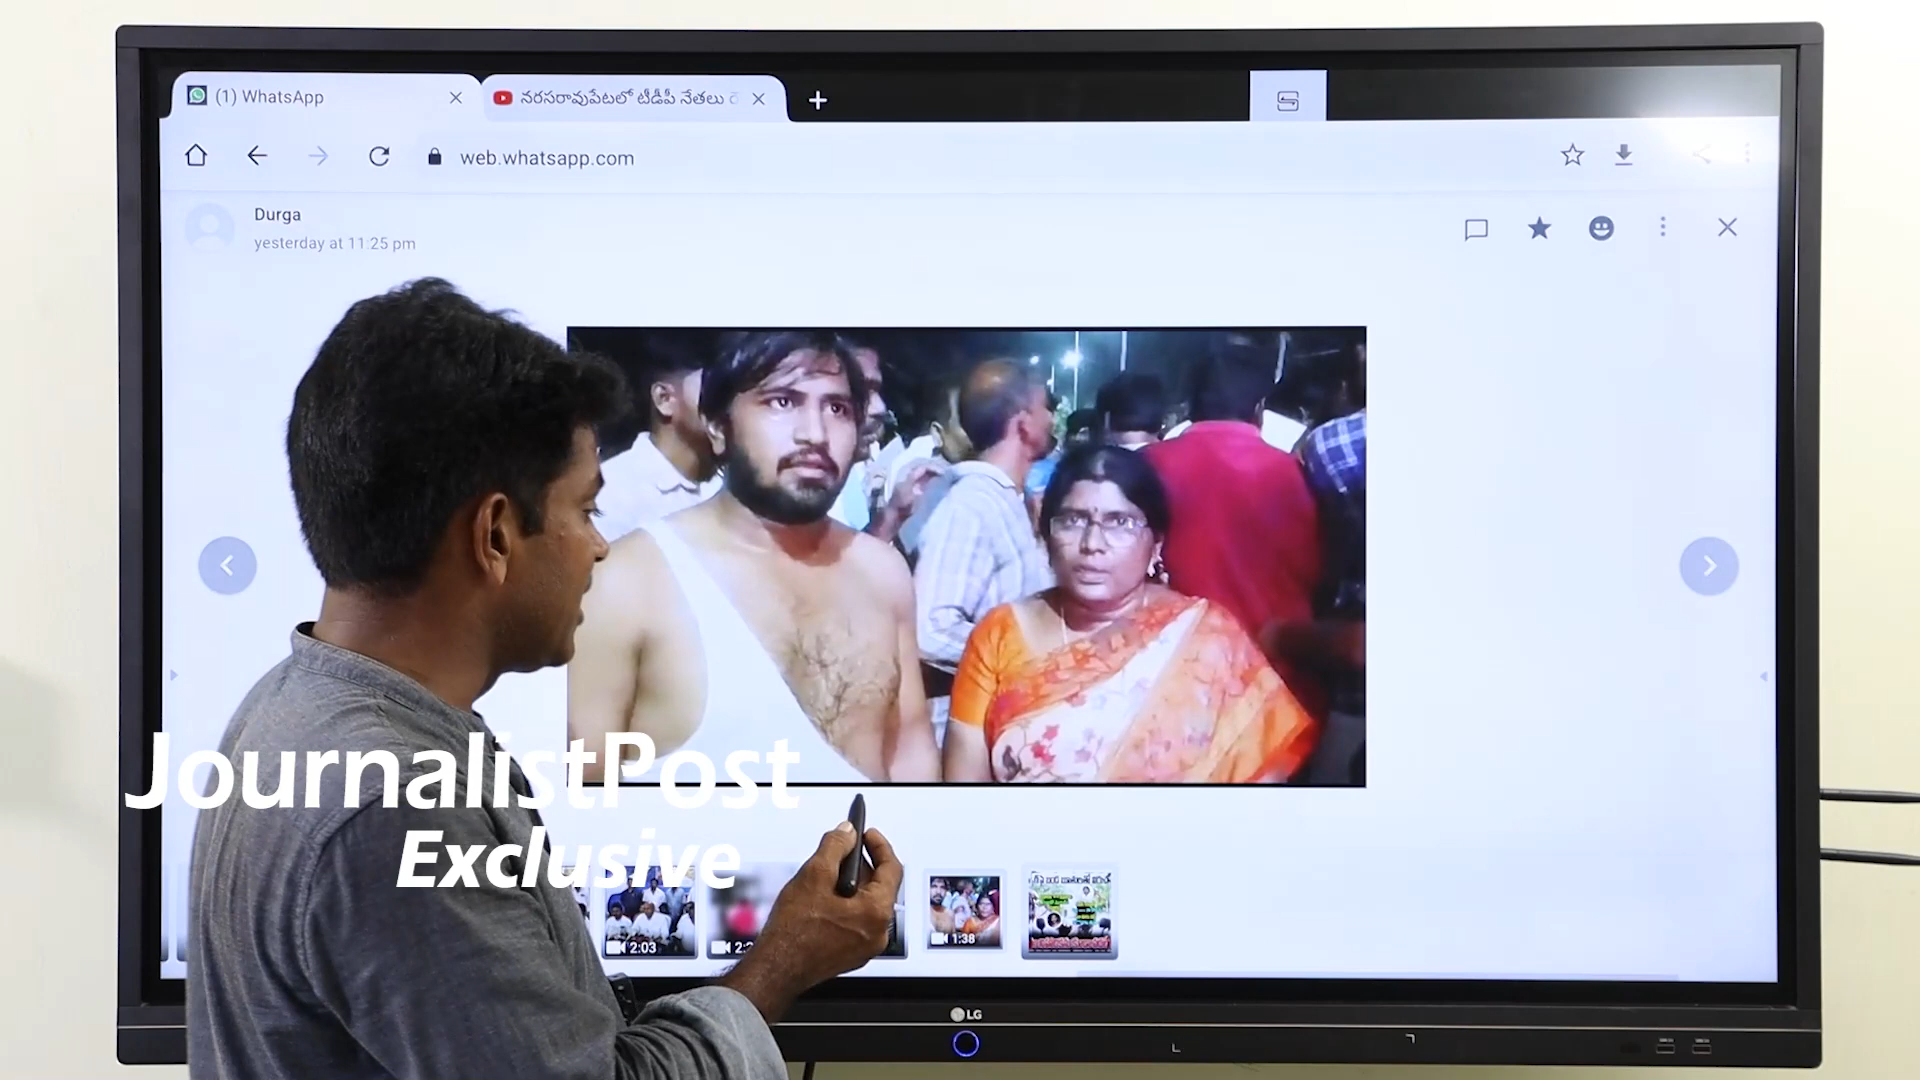 (1) WhatsApp
నరసరావుపేటలో టీడీపీ నేతలు
web.whatsapp.com
Durga
yesterday at 11:25 pm
JournalistPost
Exclusive
2:03
1:38
LG